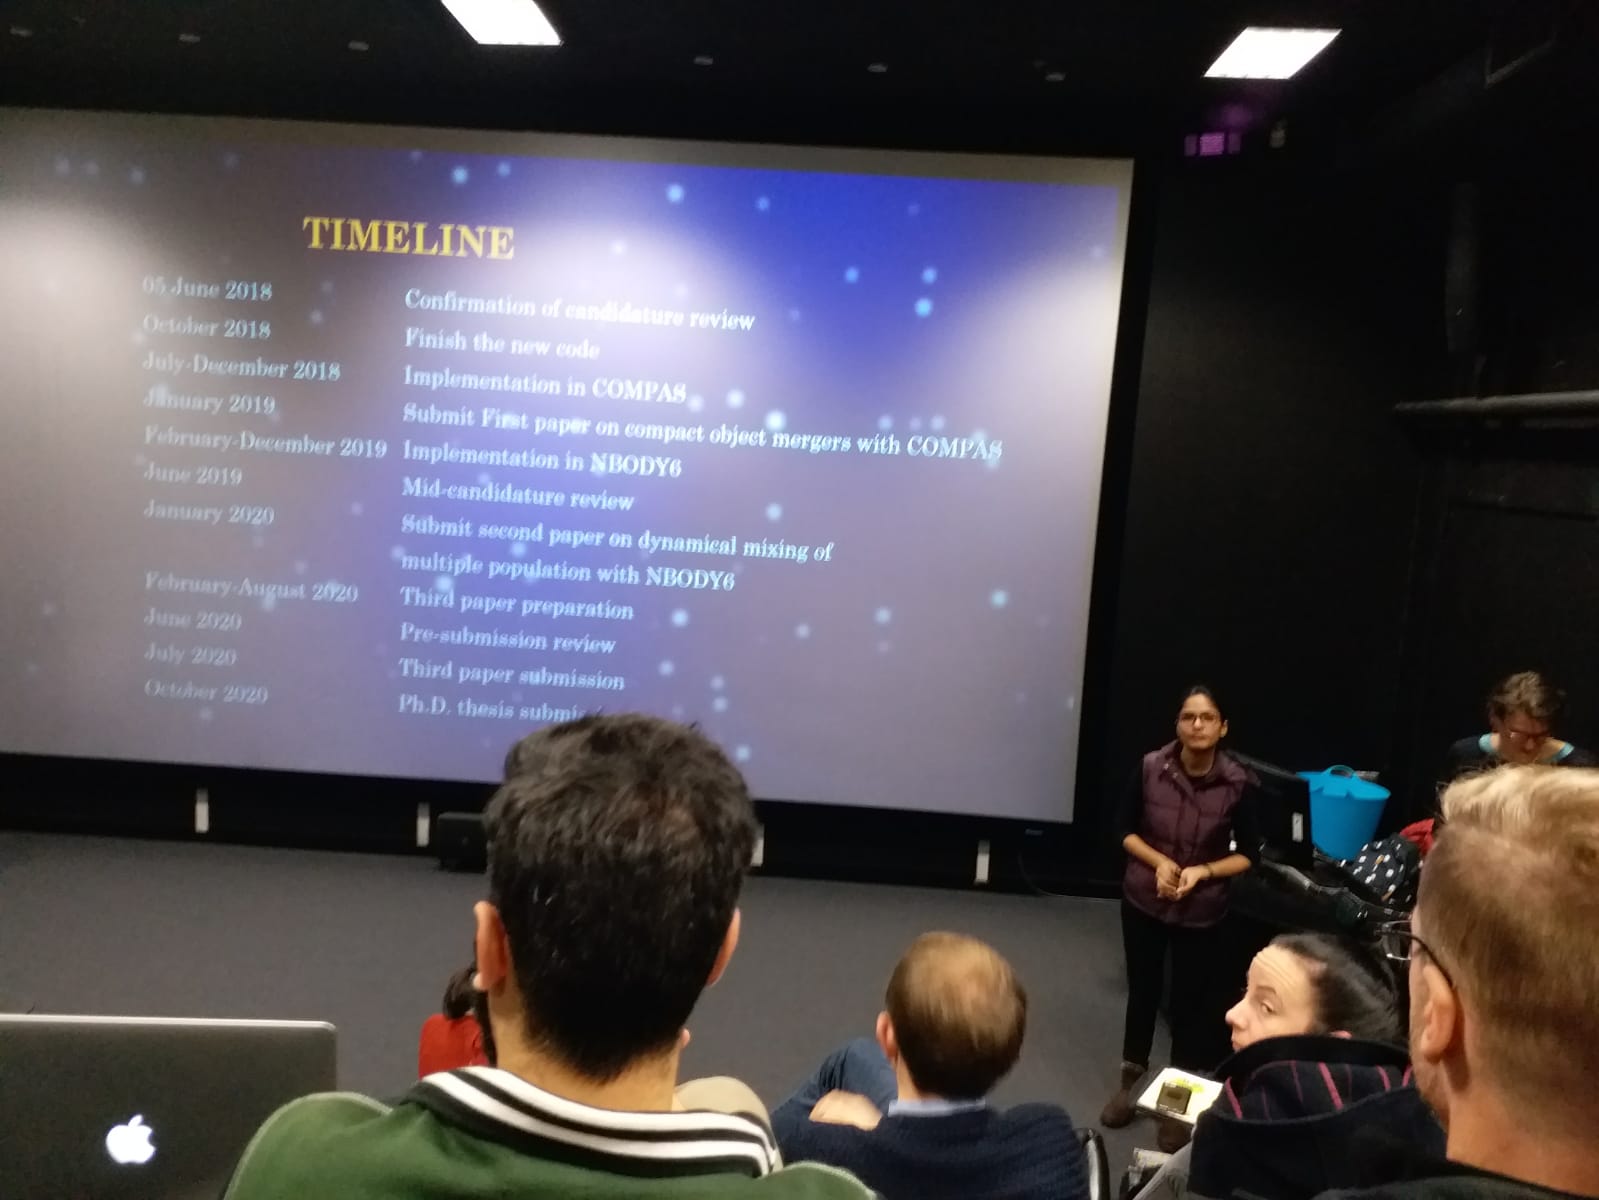 TIMELINE
05 June 2018 Confirmation of candidature review
October 2018 Finish the new code
July-December 2018 Implementation in COMPAS
January 2019 Submit First paper on compact object mergers with COMPAS
February-December 2019 Implementation in NBODY6
June 2019 Mid-candidature review
January 2020 Submit second paper on dynamical mixing of
multiple population with NBODY6
February-August 2020 Third paper preparation
June 2020 Pre-submission review
July 2020 Third paper submission
October 2020 Ph.D. thesis